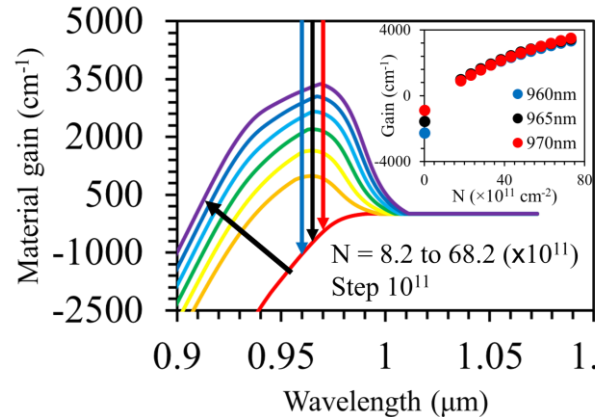 5000
3500
2000
500
-1000
-2500
Material gain (cm⁻¹)
0.9
0.95
1
1.05
1.
Wavelength (μm)
N = 8.2 to 68.2 (x10¹¹)
Step 10¹¹
4000
0
-4000
Gain (cm⁻¹)
0
40
80
N (×10¹¹ cm⁻²)
960nm
965nm
970nm